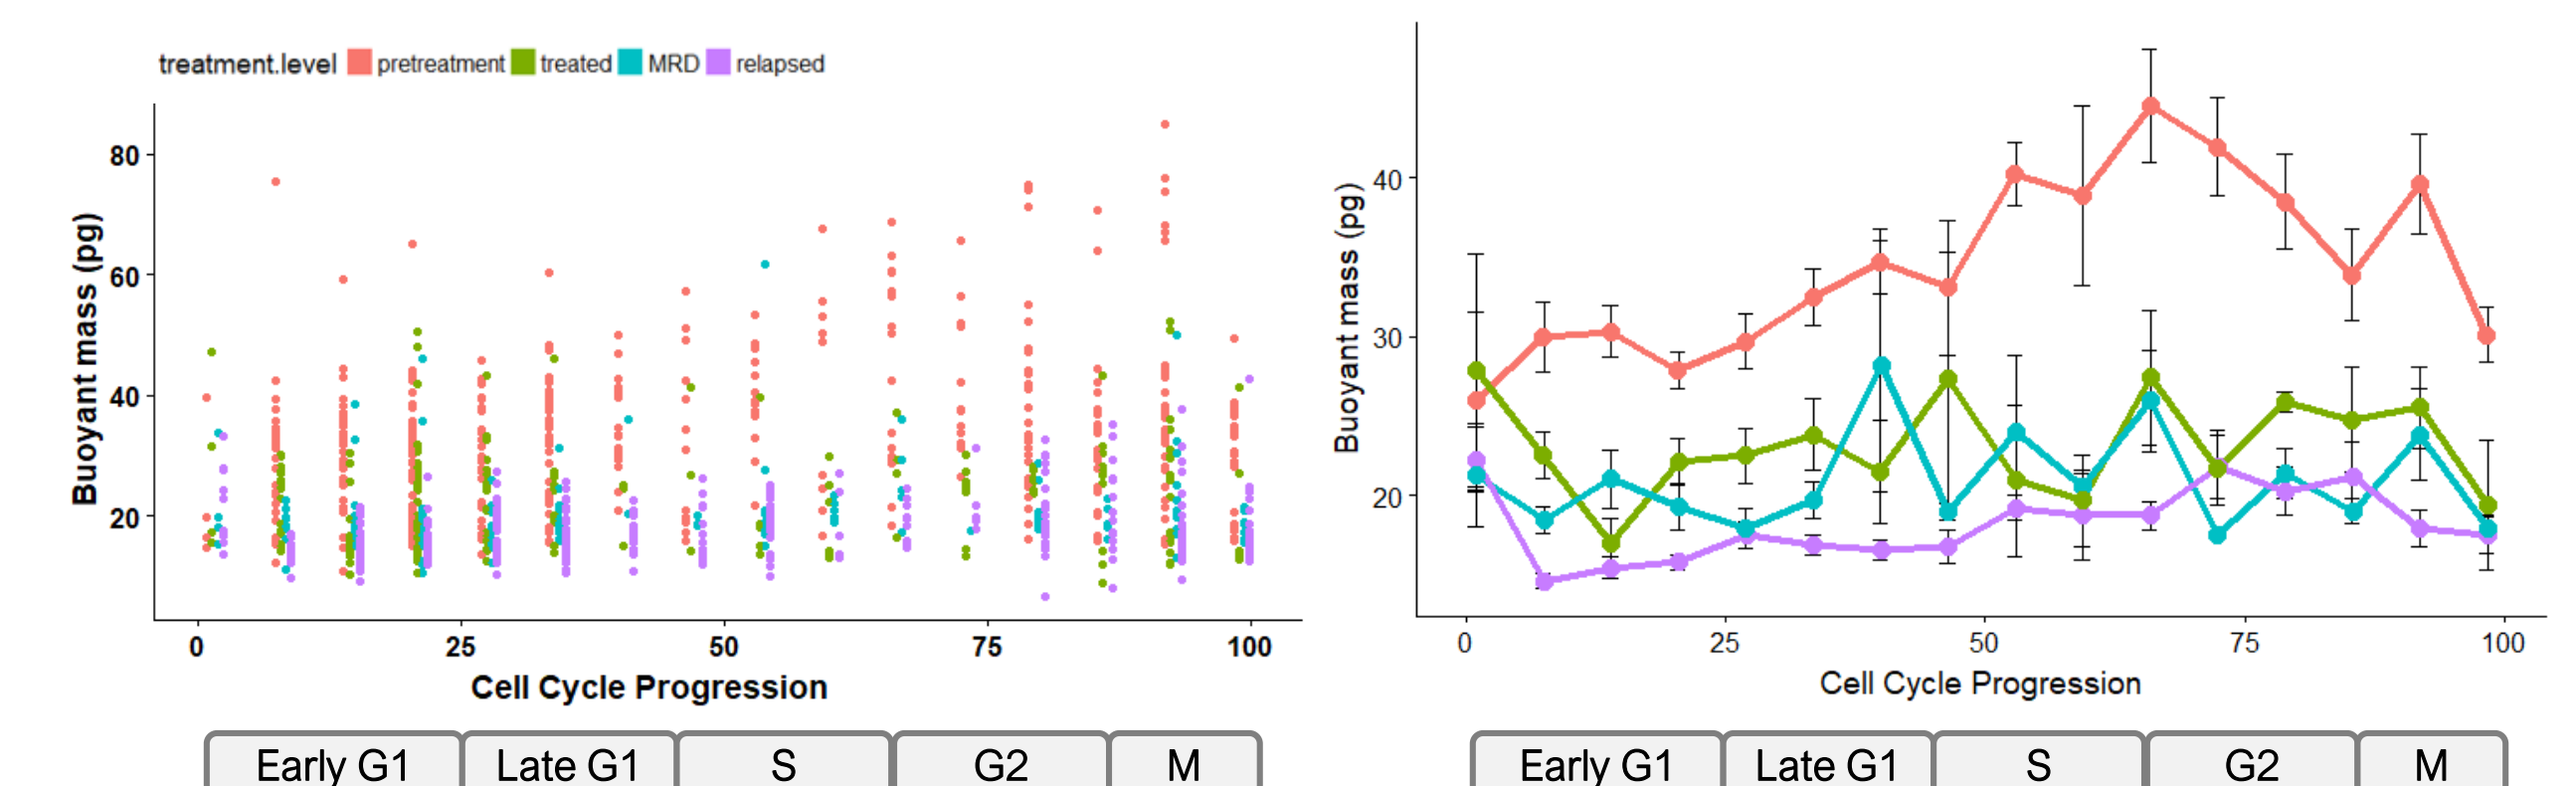 treatment.level pretreatment treated MRD relapsed
Buoyant mass (pg)
80
60
40
20
0 25 50 75 100
Cell Cycle Progression
Early G1 Late G1 S G2 M
Buoyant mass (pg)
40
30
20
0 25 50 75 100
Cell Cycle Progression
Early G1 Late G1 S G2 M